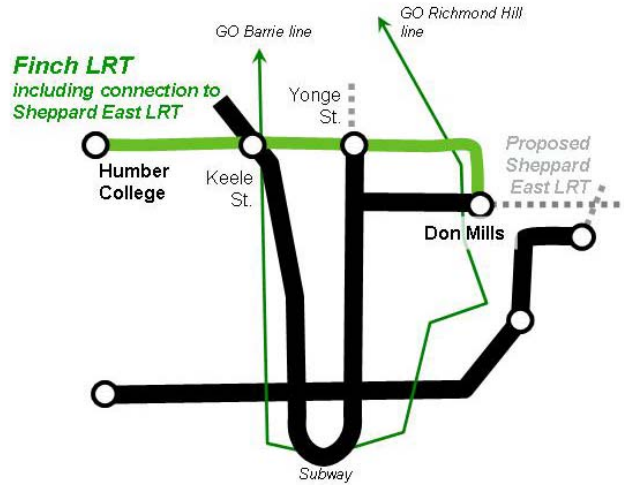 GO Richmond Hill
line
GO Barrie line
Finch LRT
including connection to
Sheppard East LRT
Yonge
St.
Proposed
Sheppard
East LRT
Humber
College
Keele
St.
Don Mills
Subway